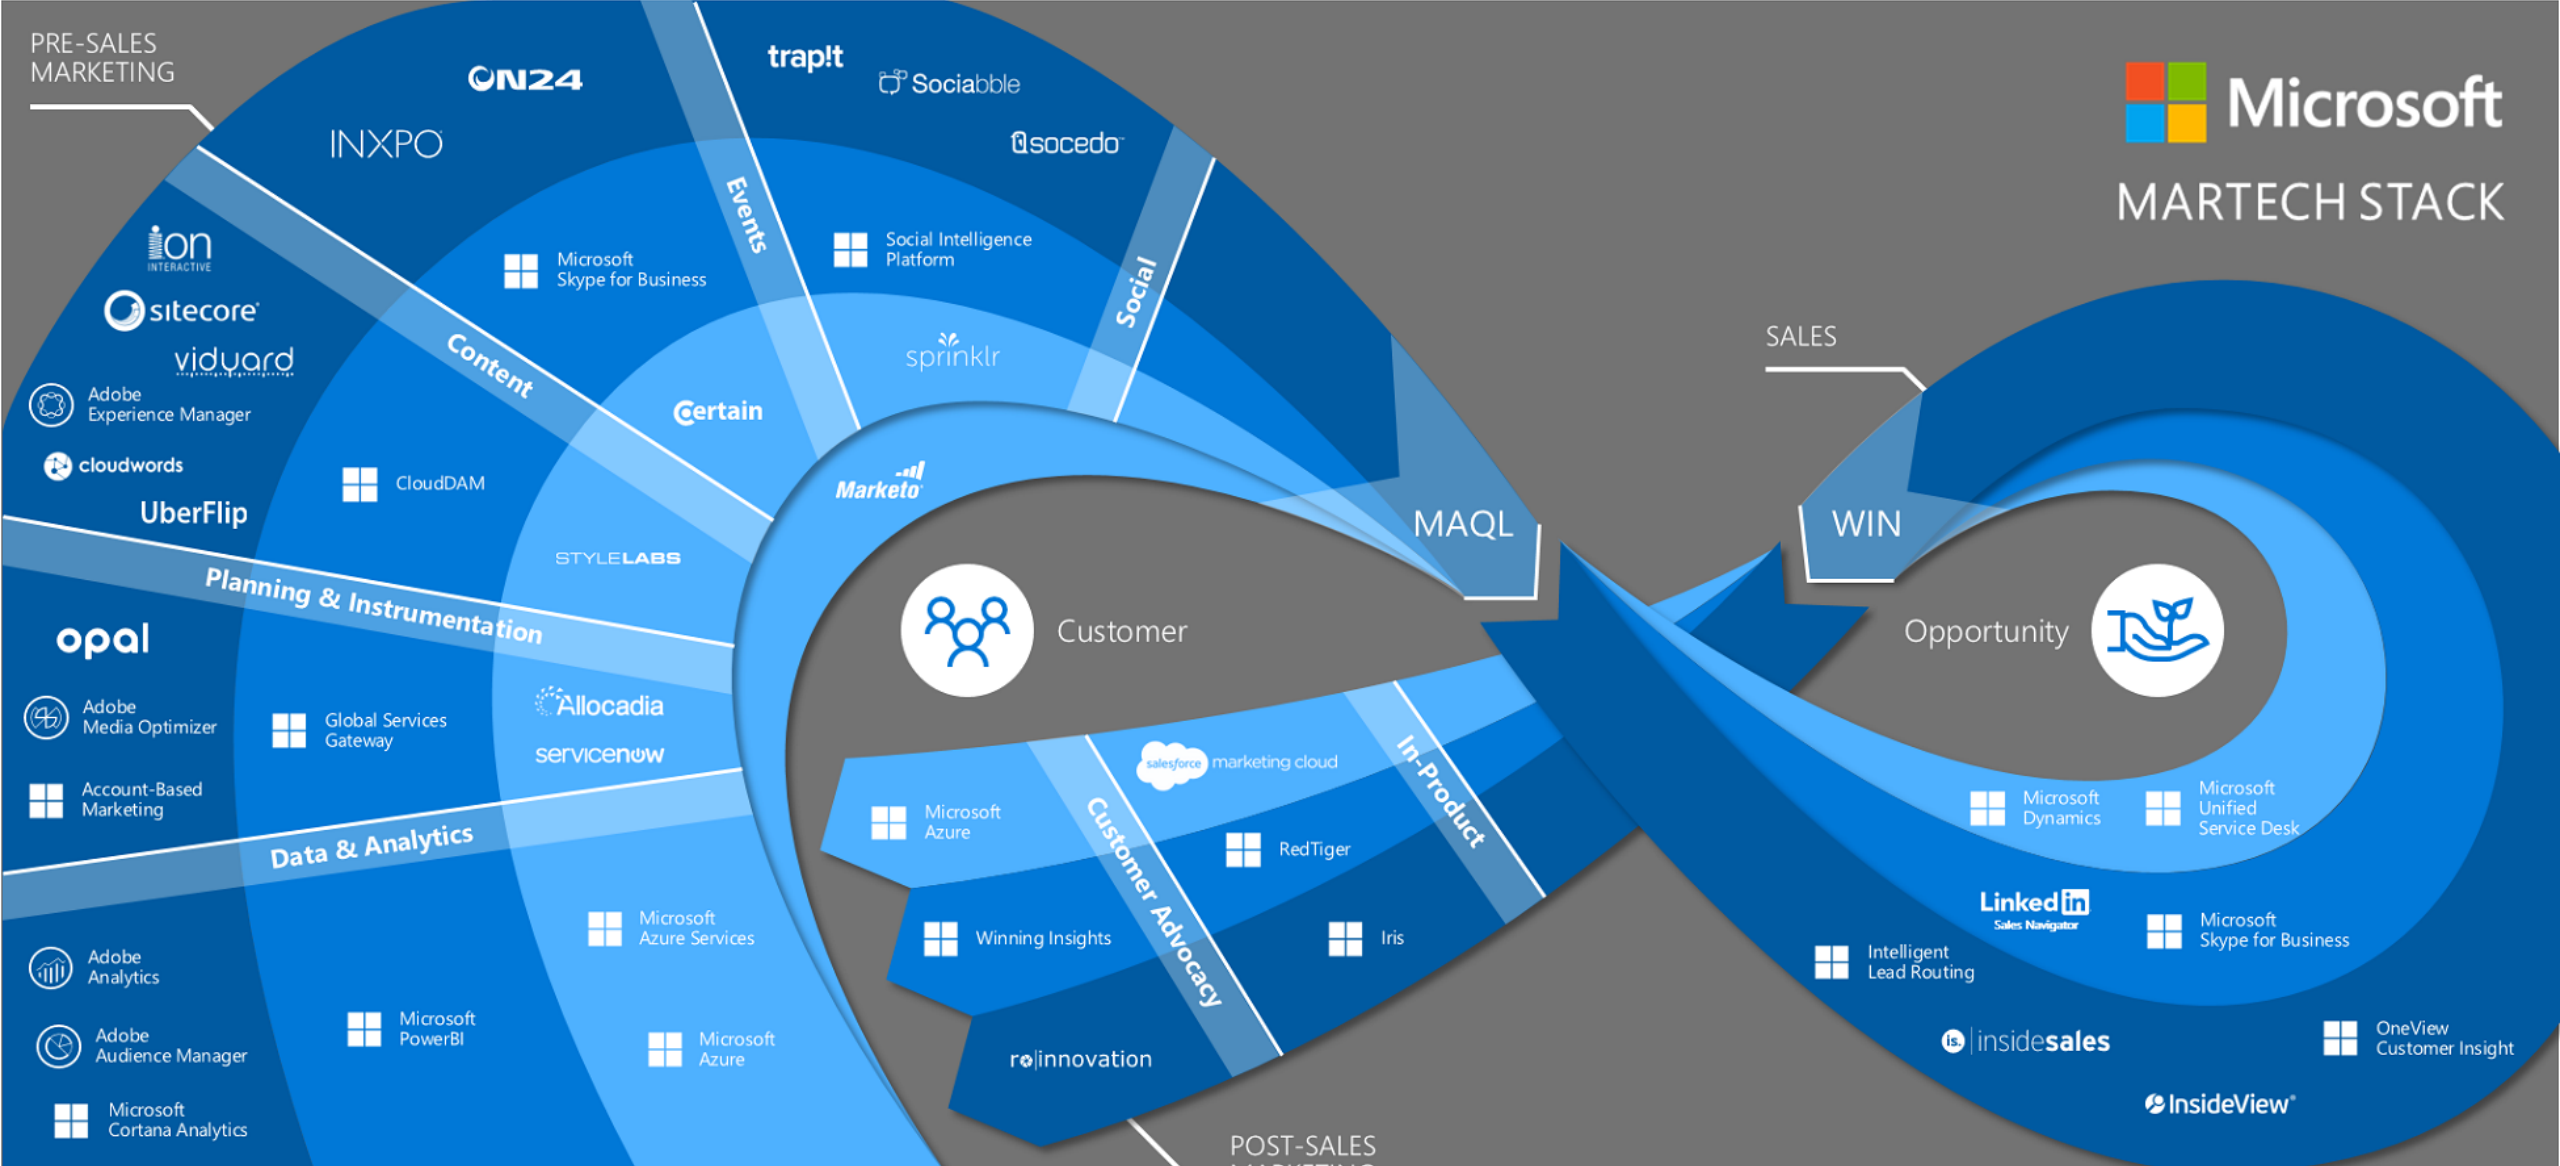 PRE-SALES
MARKETING
ON24
INXPO
trap!t
Sociabble
socedo
Microsoft
MARTECH STACK
Events
Microsoft
Skype for Business
Social Intelligence
Platform
Social
ion
INTERACTIVE
sitecore
vidyard
Adobe
Experience Manager
cloudwords
UberFlip
Content
CloudDAM
Certain
sprinklr
STYLELABS
Marketo
MAQL
SALES
WIN
Planning & Instrumentation
opal
Adobe
Media Optimizer
Account-Based
Marketing
Global Services
Gateway
Allocadia
servicenow
Customer
Opportunity
Data & Analytics
Adobe
Analytics
Adobe
Audience Manager
Microsoft
Cortana Analytics
Microsoft
PowerBI
Microsoft
Azure Services
Microsoft
Azure
Microsoft
Azure
Winning Insights
ro|innovation
Customer Advocacy
salesforce marketing cloud
RedTiger
Iris
In-Product
POST-SALES
MARKETING
Microsoft
Dynamics
Microsoft
Unified
Service Desk
Linked in
Sales Navigator
Microsoft
Skype for Business
Intelligent
Lead Routing
is. insidesales
OneView
Customer Insight
InsideView